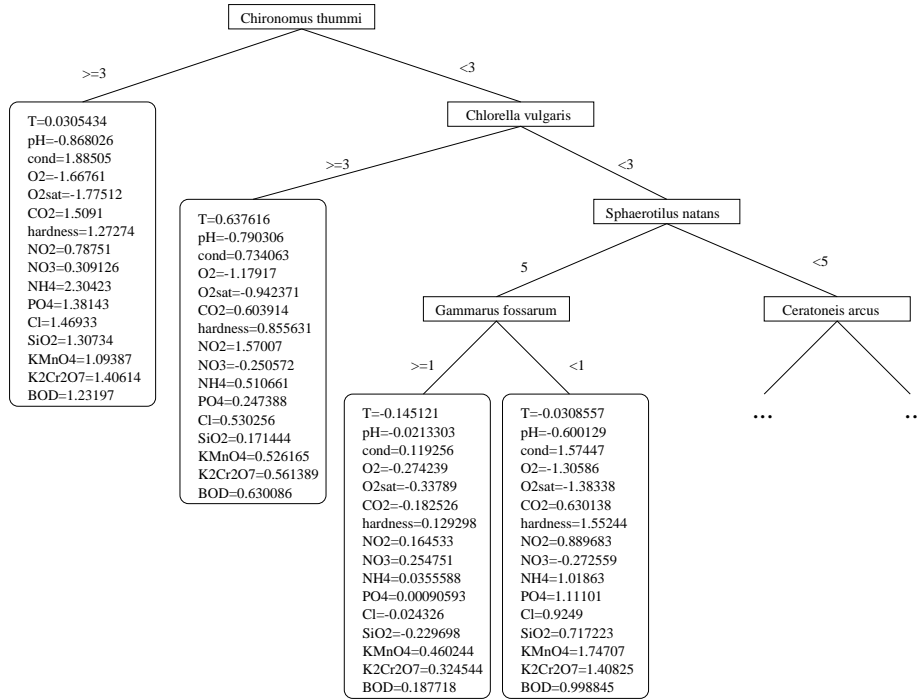 Chironomus thummi
>=3
<3
T=0.0305434
pH=-0.868026
cond=1.88505
O2=-1.66761
O2sat=-1.77512
CO2=1.5091
hardness=1.27274
NO2=0.78751
NO3=0.309126
NH4=2.30423
PO4=1.38143
Cl=1.46933
SiO2=1.30734
KMnO4=1.09387
K2Cr2O7=1.40614
BOD=1.23197
Chlorella vulgaris
>=3
<3
T=0.637616
pH=-0.790306
cond=0.734063
O2=-1.17917
O2sat=-0.942371
CO2=0.603914
hardness=0.855631
NO2=1.57007
NO3=-0.250572
NH4=0.510661
PO4=0.247388
Cl=0.530256
SiO2=0.171444
KMnO4=0.526165
K2Cr2O7=0.561389
BOD=0.630086
Sphaerotilus natans
5
<5
Gammarus fossarum
Ceratoneis arcus
>=1
<1
T=-0.145121
pH=-0.0213303
cond=0.119256
O2=-0.274239
O2sat=-0.33789
CO2=-0.182526
hardness=0.129298
NO2=0.164533
NO3=0.254751
NH4=0.0355588
PO4=0.00090593
Cl=-0.024326
SiO2=-0.229698
KMnO4=0.460244
K2Cr2O7=0.324544
BOD=0.187718
T=-0.0308557
pH=-0.600129
cond=1.57447
O2=-1.30586
O2sat=-1.38338
CO2=0.630138
hardness=1.55244
NO2=0.889683
NO3=-0.272559
NH4=1.01863
PO4=1.11101
Cl=0.9249
SiO2=0.717223
KMnO4=1.74707
K2Cr2O7=1.40825
BOD=0.998845
...
..